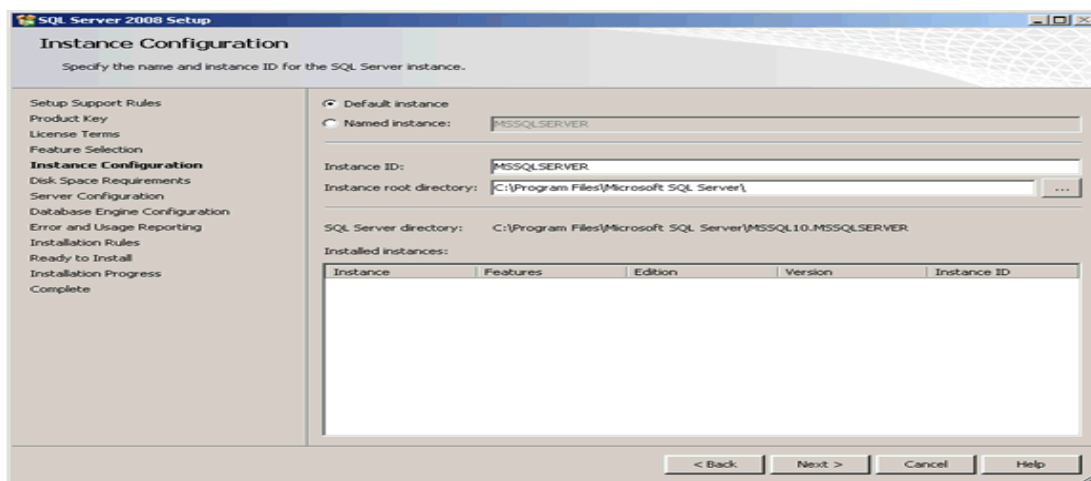 SQL Server 2008 Setup
Instance Configuration
Specify the name and instance ID for the SQL Server instance.
Setup Support Rules
Product Key
License Terms
Feature Selection
Instance Configuration
Disk Space Requirements
Server Configuration
Database Engine Configuration
Error and Usage Reporting
Installation Rules
Ready to Install
Installation Progress
Complete
Default instance
Named instance: MSSQLSERVER
Instance ID: MSSQLSERVER
Instance root directory: C:\Program Files\Microsoft SQL Server\ ...
SQL Server directory: C:\Program Files\Microsoft SQL Server\MSSQL10.MSSQLSERVER
Installed instances:
Instance Features Edition Version Instance ID
< Back Next > Cancel Help